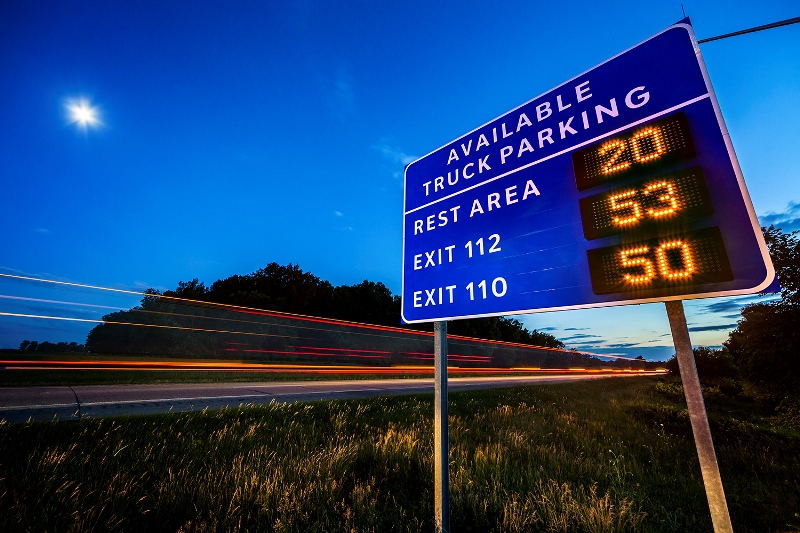 AVAILABLE
TRUCK PARKING
REST AREA 20
EXIT 112 53
EXIT 110 50